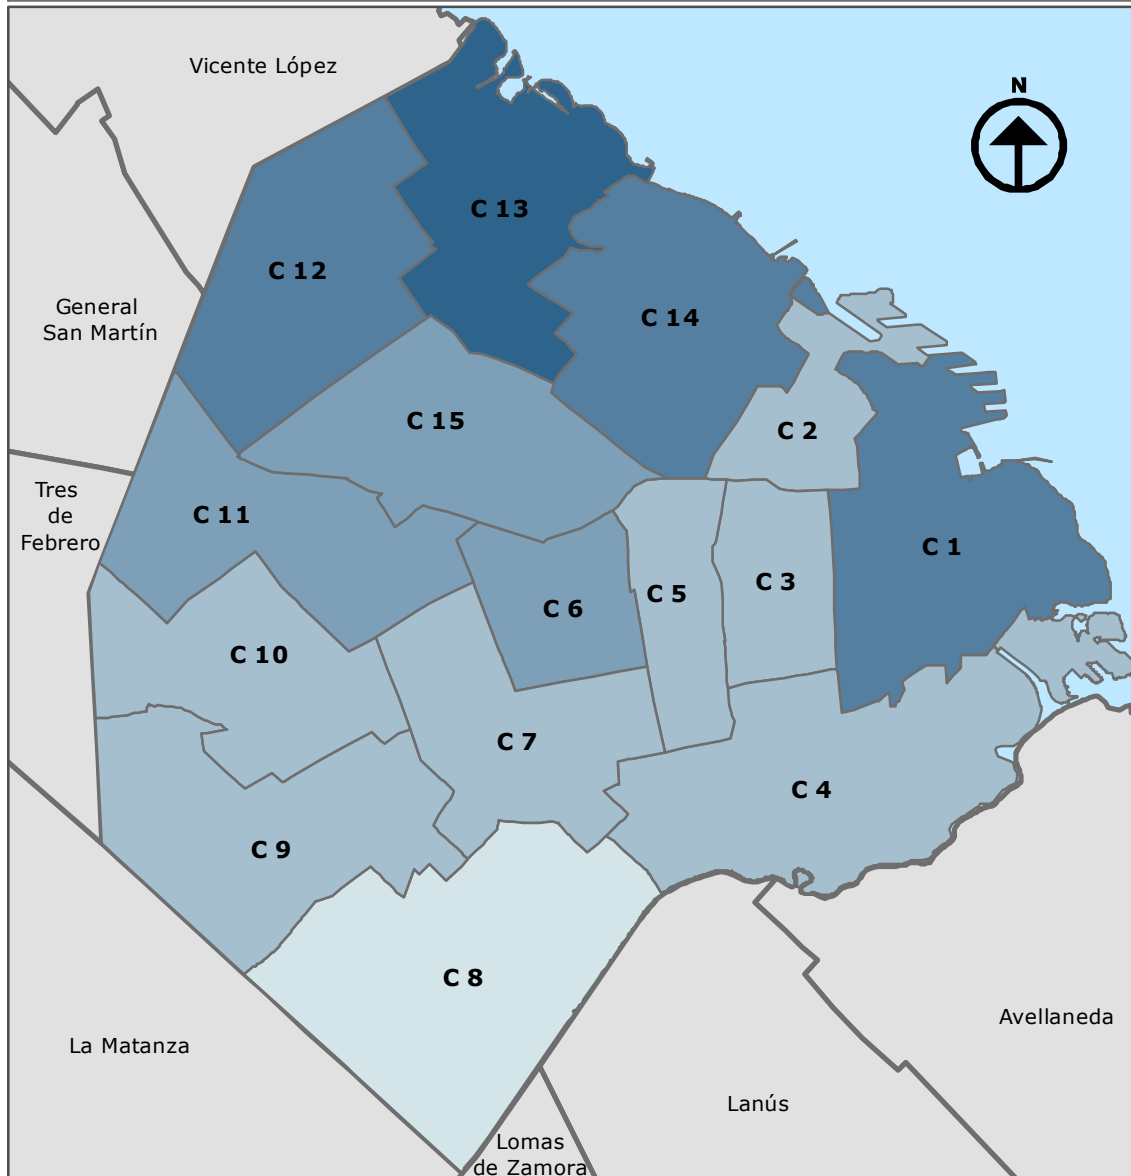 Vicente López
N
C 13
C 12
General
San Martín
C 14
C 15
C 2
Tres
de
Febrero
C 11
C 1
C 3
C 5
C 6
C 10
C 7
C 4
C 9
C 8
Avellaneda
La Matanza
Lanús
Lomas
de Zamora